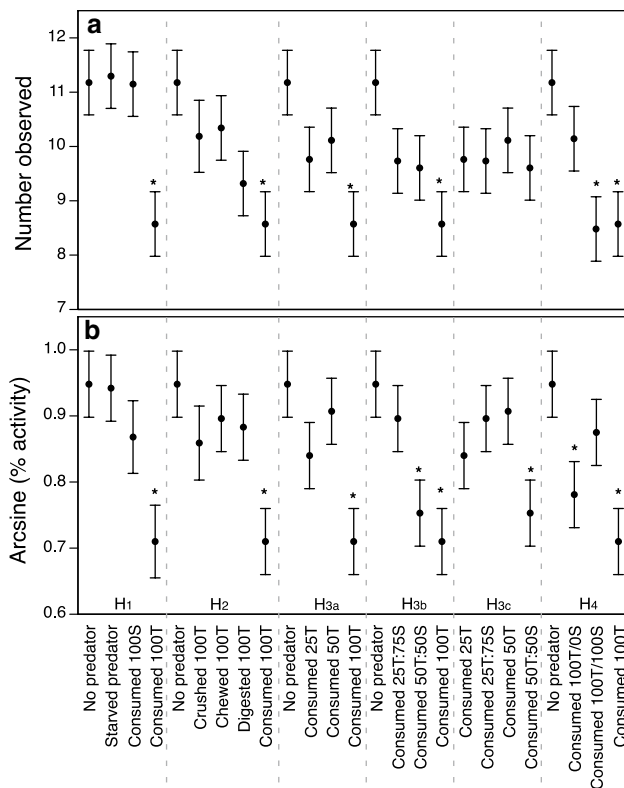 a
12
11
10
9
8
7
Number observed
* * * * * *
b
1.0
0.9
0.8
0.7
0.6
Arcsine (% activity)
* * * * * * * *
H1 H2 H3a H3b H3c H4
No predator
Starved predator
Consumed 100S
Consumed 100T
No predator
Crushed 100T
Chewed 100T
Digested 100T
Consumed 100T
No predator
Consumed 25T
Consumed 50T
Consumed 100T
No predator
Consumed 25T:75S
Consumed 50T:50S
Consumed 100T
Consumed 25T
Consumed 25T:75S
Consumed 50T
Consumed 50T:50S
No predator
Consumed 100T/0S
Consumed 100T/100S
Consumed 100T